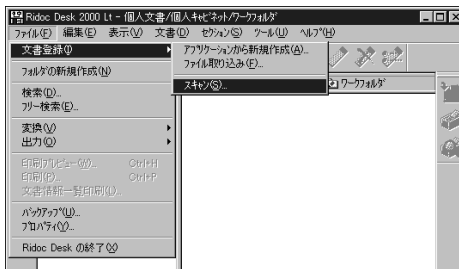 Ridoc Desk 2000 Lt - 個人文書/個人キャビネット/ワークフォルダ
ファイル(F) 編集(E) 表示(V) 文書(D) セクション(S) ツール(U) ヘルプ(H)
文書登録(I)
フォルダの新規作成(N)
検索(D)...
フリー検索(E)...
変換(V)
出力(O)
印刷プレビュー(W)... Ctrl+H
印刷(P)... Ctrl+P
文書情報一覧印刷(L)...
バックアップ(U)...
プロパティ(Y)...
Ridoc Desk の終了(X)
アプリケーションから新規作成(A)...
ファイル取り込み(F)...
スキャン(S)...
ワークフォルダ